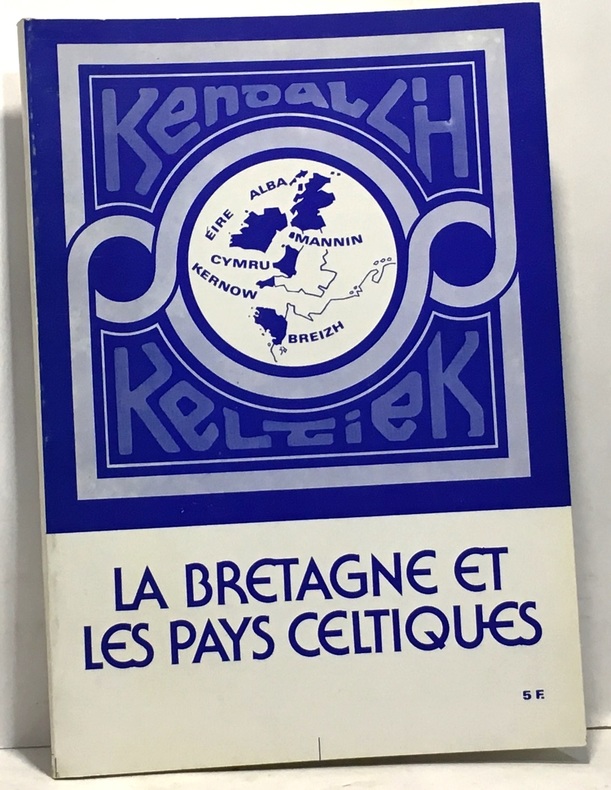 KENDALC'H
ALBA
ÉIRE
MANNIN
CYMRU
KERNOW
BREIZH
KELTIEK
LA BRETAGNE ET
LES PAYS CELTIQUES
5 F.